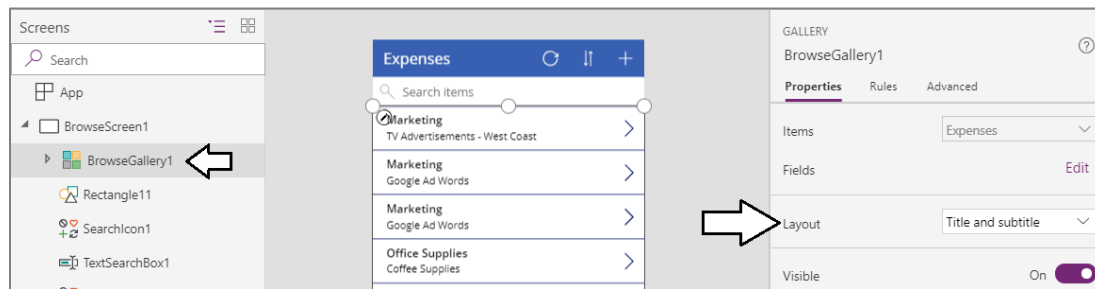 Screens
Search
App
BrowseScreen1
BrowseGallery1
Rectangle11
SearchIcon1
TextSearchBox1
Expenses
Search items
Marketing
TV Advertisements - West Coast
Marketing
Google Ad Words
Marketing
Google Ad Words
Office Supplies
Coffee Supplies
GALLERY
BrowseGallery1
Properties Rules Advanced
Items Expenses
Fields Edit
Layout Title and subtitle
Visible On